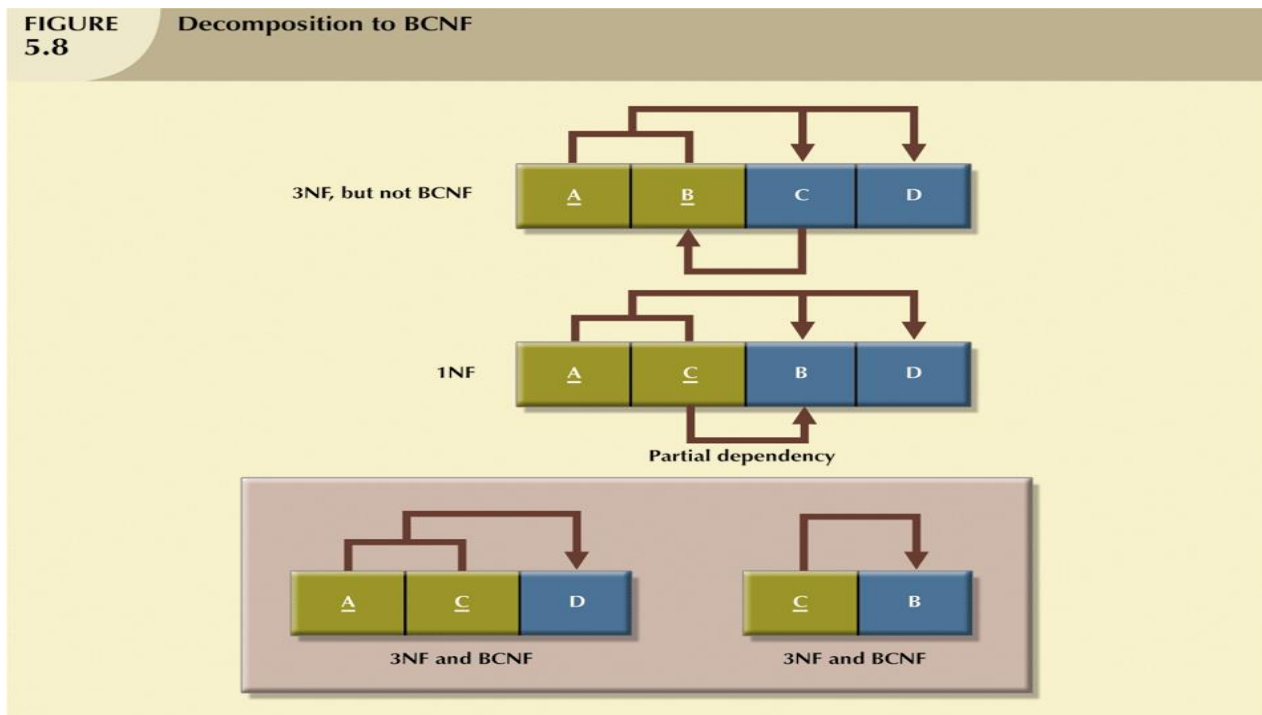 FIGURE
5.8
Decomposition to BCNF
3NF, but not BCNF
A B C D
1NF
A C B D
Partial dependency
A C D
3NF and BCNF
C B
3NF and BCNF